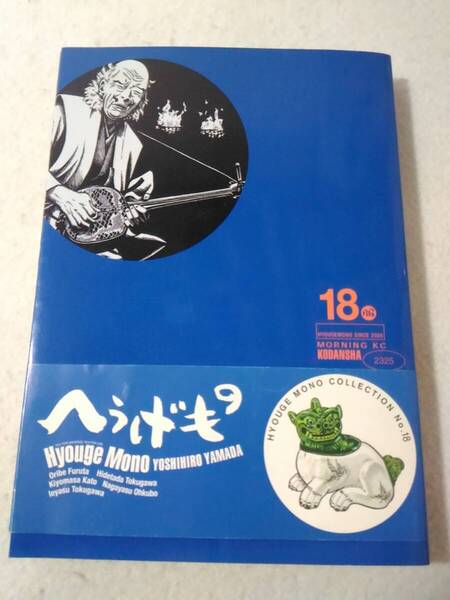 18
HYOUGEMONO SINCE 2005
MORNING KC
KODANSHA
2325
へうげもの
Hyouge Mono YOSHIHIRO YAMADA
Oribe Furuta Hidetada Tokugawa
Kiyomasa Kato Nagayasu Ohkubo
Ieyasu Tokugawa
HYOUGE MONO COLLECTION No.18